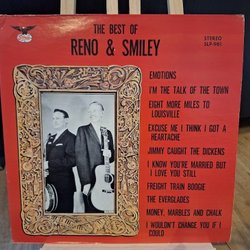 THE BEST OF
RENO & SMILEY
STEREO
SLP-961
EMOTIONS
I'M THE TALK OF THE TOWN
EIGHT MORE MILES TO
LOUISVILLE
EXCUSE ME I THINK I GOT A
HEARTACHE
JIMMY CAUGHT THE DICKENS
I KNOW YOU'RE MARRIED BUT
I LOVE YOU STILL
FREIGHT TRAIN BOOGIE
THE EVERGLADES
MONEY, MARBLES AND CHALK
I WOULDN'T CHANGE YOU IF I
COULD